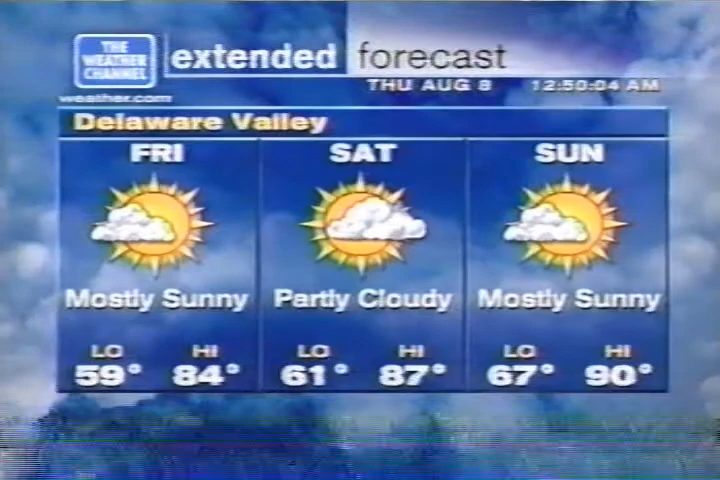 THE
WEATHER
CHANNEL
weather.com
extended forecast
THU AUG 8 12:50:04 AM
Delaware Valley
FRI SAT SUN
Mostly Sunny Partly Cloudy Mostly Sunny
LO HI LO HI LO HI
59° 84° 61° 87° 67° 90°